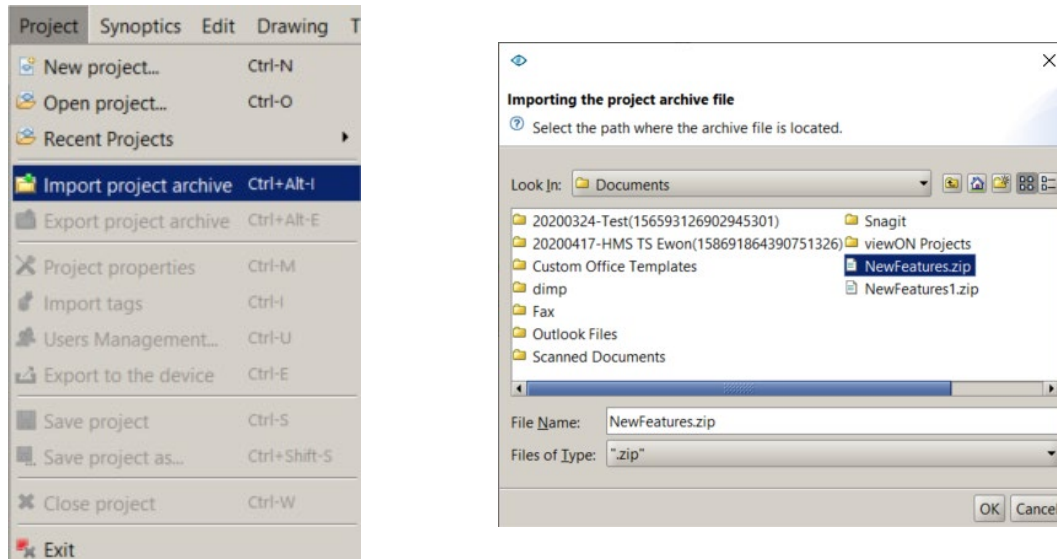 Project Synoptics Edit Drawing T
New project... Ctrl-N
Open project... Ctrl-O
Recent Projects
Import project archive Ctrl+Alt-I
Export project archive Ctrl+Alt-E
Project properties Ctrl-M
Import tags Ctrl-I
Users Management... Ctrl-U
Export to the device Ctrl-E
Save project Ctrl-S
Save project as... Ctrl+Shift-S
Close project Ctrl-W
Exit
Importing the project archive file
Select the path where the archive file is located.
Look In: Documents
20200324-Test(156593126902945301) Snagit
20200417-HMS TS Ewon(158691864390751326) viewON Projects
Custom Office Templates NewFeatures.zip
dimp NewFeatures1.zip
Fax
Outlook Files
Scanned Documents
File Name: NewFeatures.zip
Files of Type: ".zip"
OK Cancel